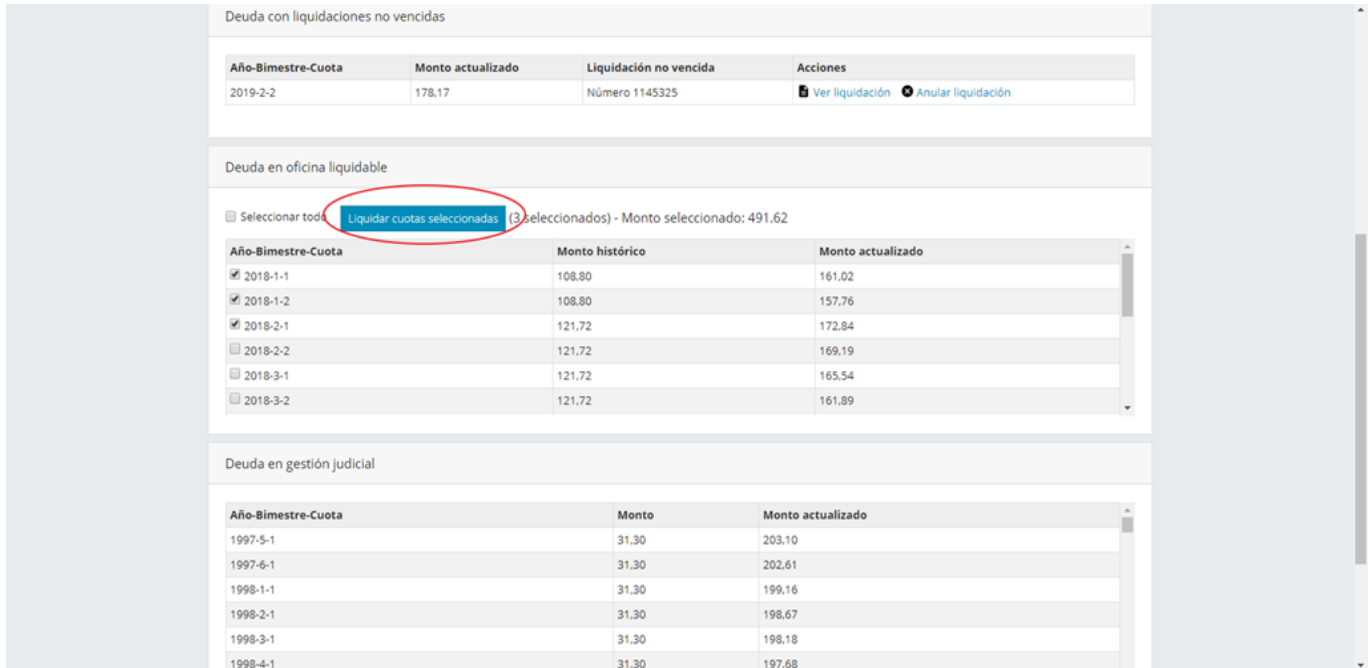 Deuda con liquidaciones no vencidas
Año-Bimestre-Cuota Monto actualizado Liquidación no vencida Acciones
2019-2-2 178,17 Número 1145325 Ver liquidación Anular liquidación
Deuda en oficina liquidable
Seleccionar todo Liquidar cuotas seleccionadas (3 seleccionados) - Monto seleccionado: 491.62
Año-Bimestre-Cuota Monto histórico Monto actualizado
2018-1-1 108,80 161,02
2018-1-2 108,80 157,76
2018-2-1 121,72 172,84
2018-2-2 121,72 169,19
2018-3-1 121,72 165,54
2018-3-2 121,72 161,89
Deuda en gestión judicial
Año-Bimestre-Cuota Monto Monto actualizado
1997-5-1 31,30 203,10
1997-6-1 31,30 202,61
1998-1-1 31,30 199,16
1998-2-1 31,30 198,67
1998-3-1 31,30 198,18
1998-4-1 31,30 197,68